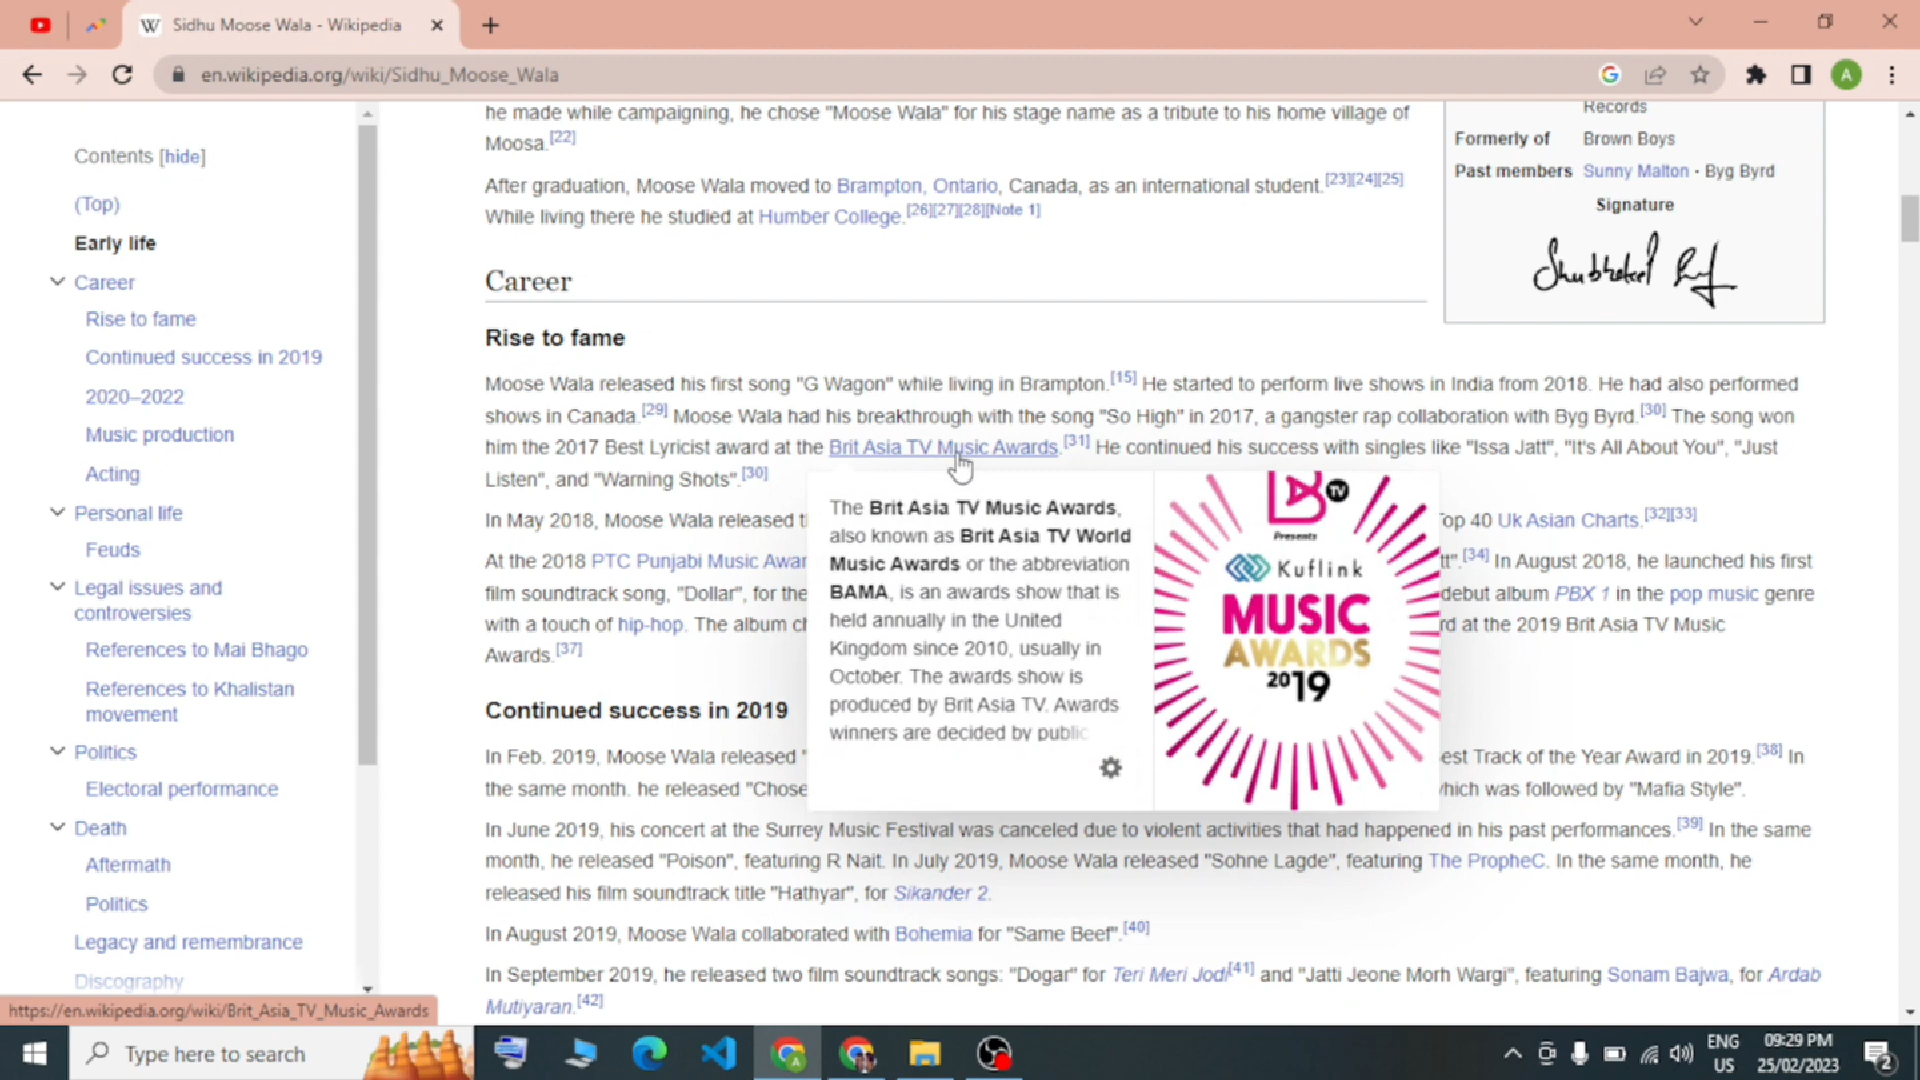 Sidhu Moose Wala - Wikipedia
en.wikipedia.org/wiki/Sidhu_Moose_Wala
A
Contents [hide]
(Top)
Early life
Career
Rise to fame
Continued success in 2019
2020–2022
Music production
Acting
Personal life
Feuds
Legal issues and
controversies
References to Mai Bhago
References to Khalistan
movement
Politics
Electoral performance
Death
Aftermath
Politics
Legacy and remembrance
Discography
he made while campaigning, he chose "Moose Wala" for his stage name as a tribute to his home village of
Moosa.[22]
After graduation, Moose Wala moved to Brampton, Ontario, Canada, as an international student.[23][24][25]
While living there he studied at Humber College.[26][27][28][Note 1]
Records
Formerly of Brown Boys
Past members Sunny Malton · Byg Byrd
Signature
Career
Rise to fame
Moose Wala released his first song "G Wagon" while living in Brampton.[15] He started to perform live shows in India from 2018. He had also performed
shows in Canada.[29] Moose Wala had his breakthrough with the song "So High" in 2017, a gangster rap collaboration with Byg Byrd.[30] The song won
him the 2017 Best Lyricist award at the Brit Asia TV Music Awards.[31] He continued his success with singles like "Issa Jatt", "It's All About You", "Just
Listen", and "Warning Shots".[30]
In May 2018, Moose Wala released t op 40 Uk Asian Charts.[32][33]
At the 2018 PTC Punjabi Music Awar tt".[34] In August 2018, he launched his first
film soundtrack song, "Dollar", for the debut album PBX 1 in the pop music genre
with a touch of hip-hop. The album ch rd at the 2019 Brit Asia TV Music
Awards.[37]
The Brit Asia TV Music Awards,
also known as Brit Asia TV World
Music Awards or the abbreviation
BAMA, is an awards show that is
held annually in the United
Kingdom since 2010, usually in
October. The awards show is
produced by Brit Asia TV. Awards
winners are decided by public
TV
Presents
Kuflink
MUSIC
AWARDS
2019
Continued success in 2019
In Feb. 2019, Moose Wala released " est Track of the Year Award in 2019.[38] In
the same month. he released "Chose hich was followed by "Mafia Style".
In June 2019, his concert at the Surrey Music Festival was canceled due to violent activities that had happened in his past performances.[39] In the same
month, he released "Poison", featuring R Nait. In July 2019, Moose Wala released "Sohne Lagde", featuring The PropheC. In the same month, he
released his film soundtrack title "Hathyar", for Sikander 2.
In August 2019, Moose Wala collaborated with Bohemia for "Same Beef".[40]
In September 2019, he released two film soundtrack songs: "Dogar" for Teri Meri Jodi[41] and "Jatti Jeone Morh Wargi", featuring Sonam Bajwa, for Ardab
Mutiyaran.[42]
https://en.wikipedia.org/wiki/Brit_Asia_TV_Music_Awards
Type here to search
ENG
US
09:29 PM
25/02/2023
2